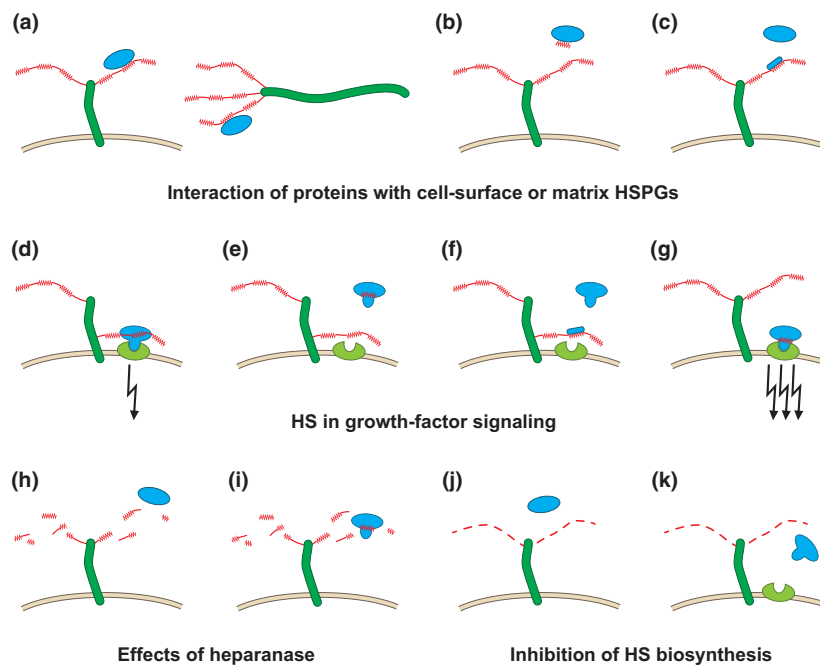 (a) (b) (c)
Interaction of proteins with cell-surface or matrix HSPGs
(d) (e) (f) (g)
HS in growth-factor signaling
(h) (i) (j) (k)
Effects of heparanase Inhibition of HS biosynthesis